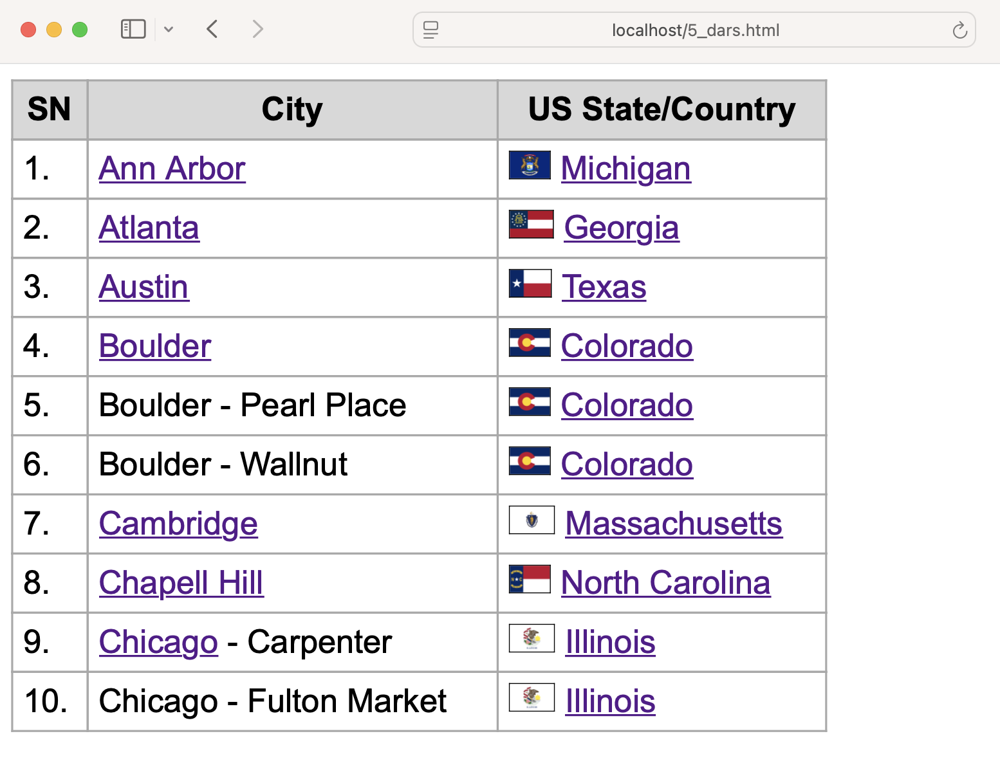 localhost/5_dars.html
SN City US State/Country
1. Ann Arbor Michigan
2. Atlanta Georgia
3. Austin Texas
4. Boulder Colorado
5. Boulder - Pearl Place Colorado
6. Boulder - Wallnut Colorado
7. Cambridge Massachusetts
8. Chapell Hill North Carolina
9. Chicago - Carpenter Illinois
10. Chicago - Fulton Market Illinois